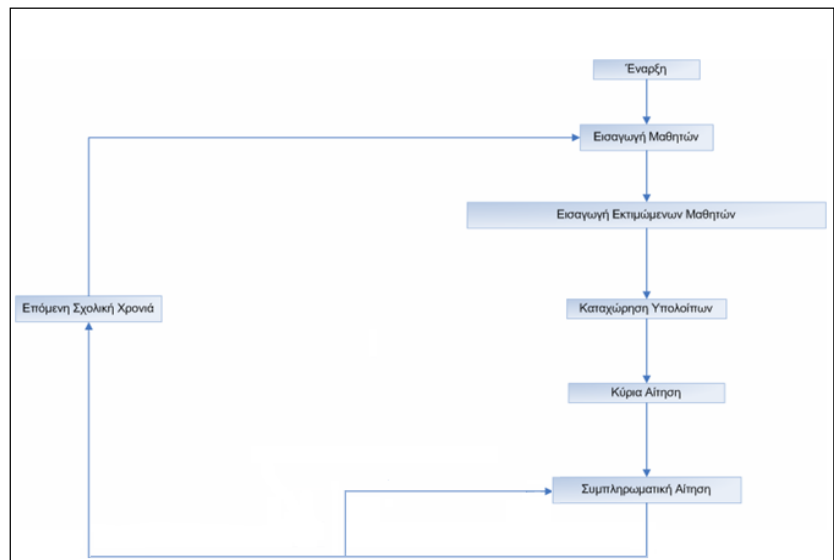 Έναρξη
Εισαγωγή Μαθητών
Εισαγωγή Εκτιμώμενων Μαθητών
Επόμενη Σχολική Χρονιά
Καταχώρηση Υπολοίπων
Κύρια Αίτηση
Συμπληρωματική Αίτηση